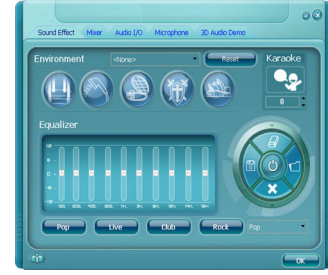 Sound Effect Mixer Audio I/O Microphone 3D Audio Demo
Environment <None> Reset Karaoke
0
Equalizer
Pop Live Club Rock Pop
OK